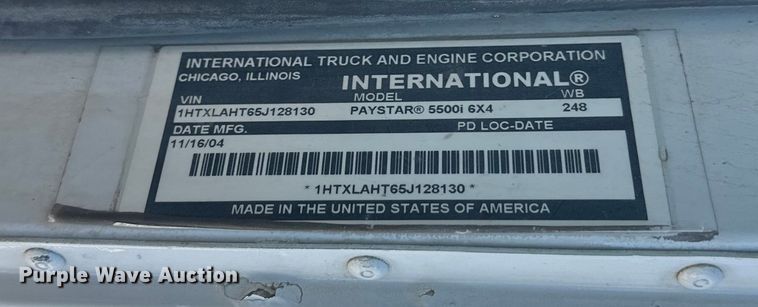 INTERNATIONAL TRUCK AND ENGINE CORPORATION
CHICAGO, ILLINOIS
INTERNATIONAL®
VIN MODEL WB
1HTXLAHT65J128130 PAYSTAR® 5500i 6X4 248
DATE MFG. PD LOC-DATE
11/16/04
*1HTXLAHT65J128130*
MADE IN THE UNITED STATES OF AMERICA
Purple Wave Auction